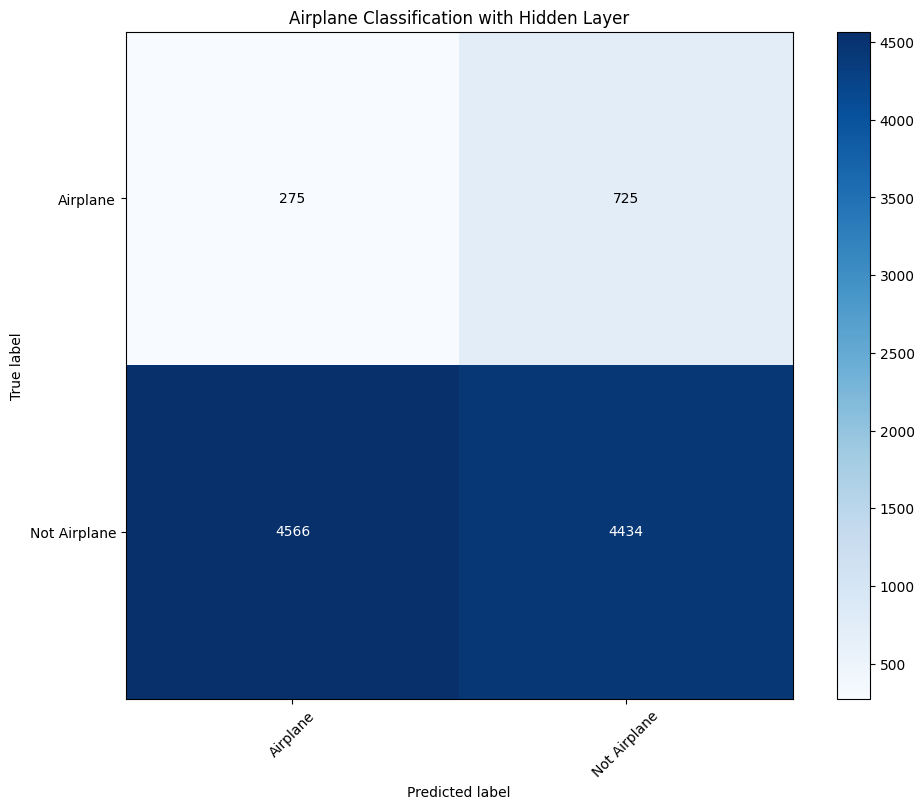 Airplane Classification with Hidden Layer
4500
4000
3500
3000
2500
2000
1500
1000
500
True label
Airplane
275
725
Not Airplane
4566
4434
Airplane
Not Airplane
Predicted label